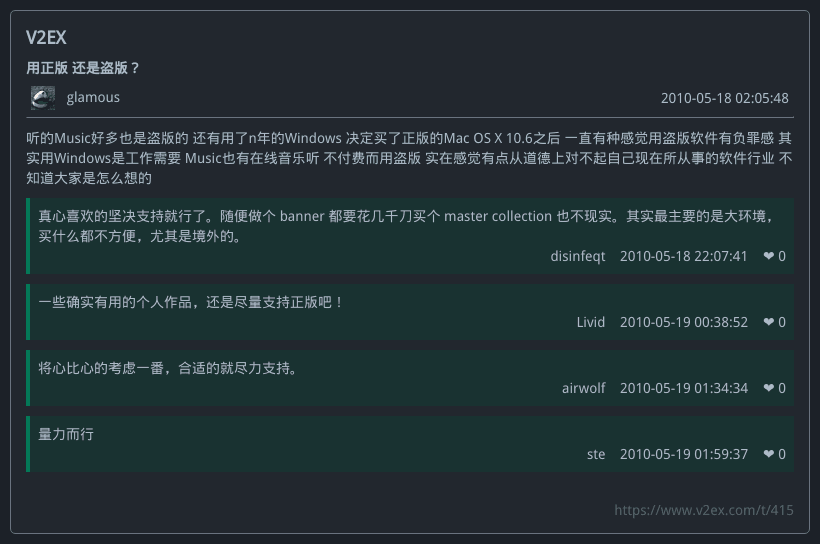 V2EX
用正版 还是盗版？
glamous
2010-05-18 02:05:48
听的Music好多也是盗版的 还有用了n年的Windows 决定买了正版的Mac OS X 10.6之后 一直有种感觉用盗版软件有负罪感 其
实用Windows是工作需要 Music也有在线音乐听 不付费而用盗版 实在感觉有点从道德上对不起自己现在所从事的软件行业 不
知道大家是怎么想的
真心喜欢的坚决支持就行了。随便做个 banner 都要花几千刀买个 master collection 也不现实。其实最主要的是大环境，
买什么都不方便，尤其是境外的。
disinfeqt 2010-05-18 22:07:41 ❤ 0
一些确实有用的个人作品，还是尽量支持正版吧！
Livid 2010-05-19 00:38:52 ❤ 0
将心比心的考虑一番，合适的就尽力支持。
airwolf 2010-05-19 01:34:34 ❤ 0
量力而行
ste 2010-05-19 01:59:37 ❤ 0
https://www.v2ex.com/t/415